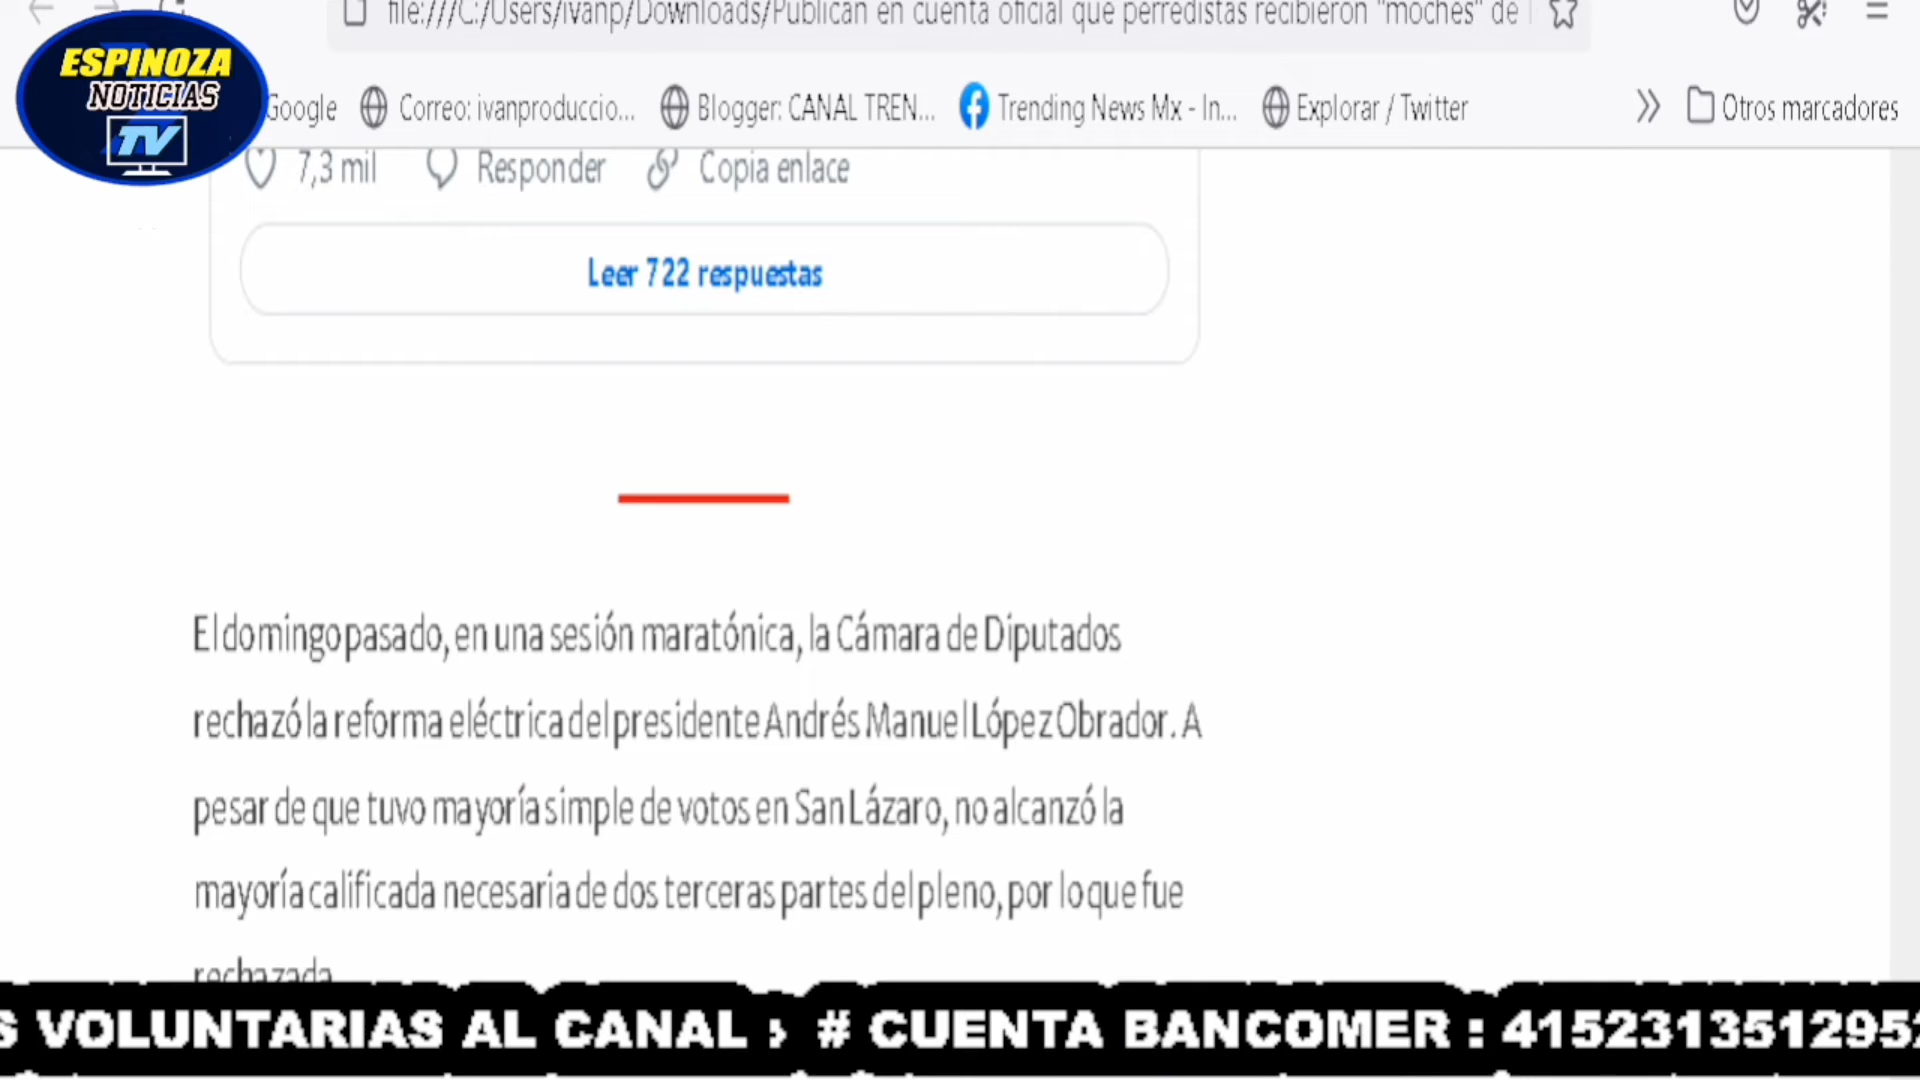 file:///C:/Users/ivanp/Downloads/Publican en cuenta oficial que perredistas recibieron "moches" de
ESPINOZA
NOTICIAS
TV
Google
Correo: ivanproduccio...
Blogger: CANAL TREN...
Trending News Mx - In...
Explorar / Twitter
Otros marcadores
7,3 mil
Responder
Copia enlace
Leer 722 respuestas
El domingo pasado, en una sesión maratónica, la Cámara de Diputados
rechazó la reforma eléctrica del presidente Andrés Manuel López Obrador. A
pesar de que tuvo mayoría simple de votos en San Lázaro, no alcanzó la
mayoría calificada necesaria de dos terceras partes del pleno, por lo que fue
rechazada
S VOLUNTARIAS AL CANAL > # CUENTA BANCOMER : 4152313512952